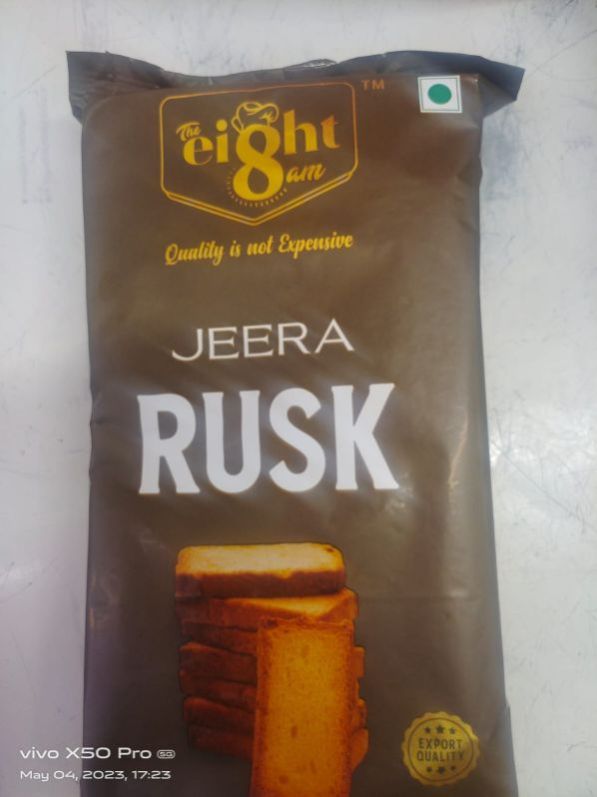 The
ei8ht
am
TM
Quality is not Expensive
JEERA
RUSK
EXPORT
QUALITY
vivo X50 Pro 5G
May 04, 2023, 17:23